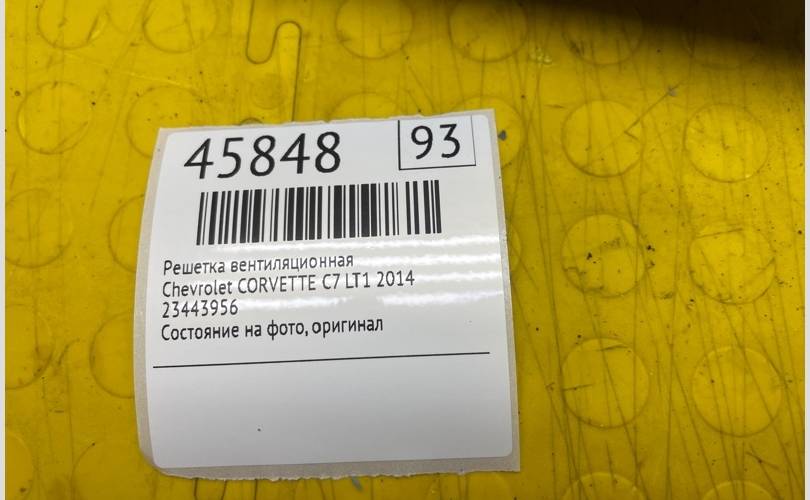 45848 93
Решетка вентиляционная
Chevrolet CORVETTE C7 LT1 2014
23443956
Состояние на фото, оригинал